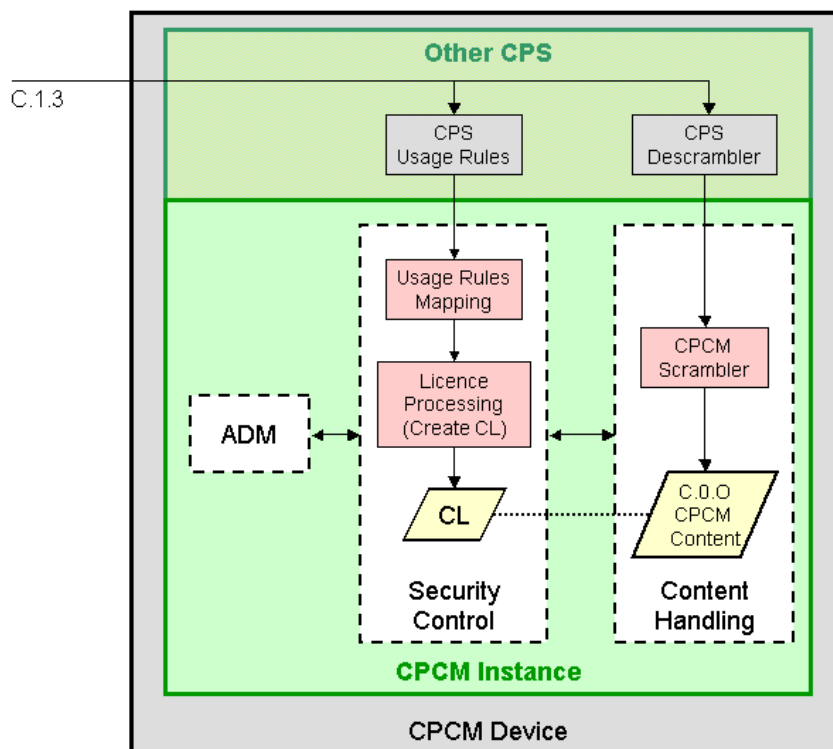 Other CPS
C.1.3
CPS
Usage Rules
CPS
Descrambler
Usage Rules
Mapping
CPCM
Scrambler
Licence
Processing
(Create CL)
ADM
CL
C.0.O
CPCM
Content
Security
Control
Content
Handling
CPCM Instance
CPCM Device